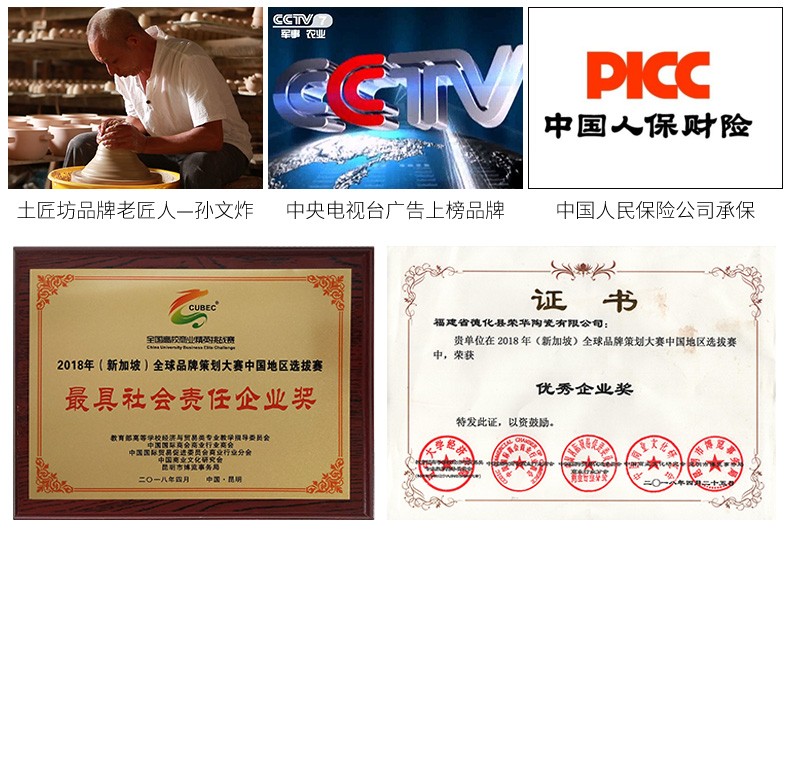 CCTV 7
军事 农业
CCTV
PICC
中国人保财险
土匠坊品牌老匠人—孙文炸
中央电视台广告上榜品牌
中国人民保险公司承保
CUBEC
全国高校商业精英挑战赛
China University Business Elite Challenge
2018年（新加坡）全球品牌策划大赛中国地区选拔赛
最具社会责任企业奖
教育部高等学校经济与贸易类专业教学指导委员会
中国国际商会商业行业商会
中国国际贸易促进委员会商业行业分会
中国商业文化研究会
昆明市博览事务局
二〇一八年四月 中国·昆明
证 书
福建省德化县荣华陶瓷有限公司：
贵单位在 2018 年（新加坡）全球品牌策划大赛中国地区选拔赛
中，荣获
优秀企业奖
特发此证，以资鼓励。
二〇一八年四月二十五日